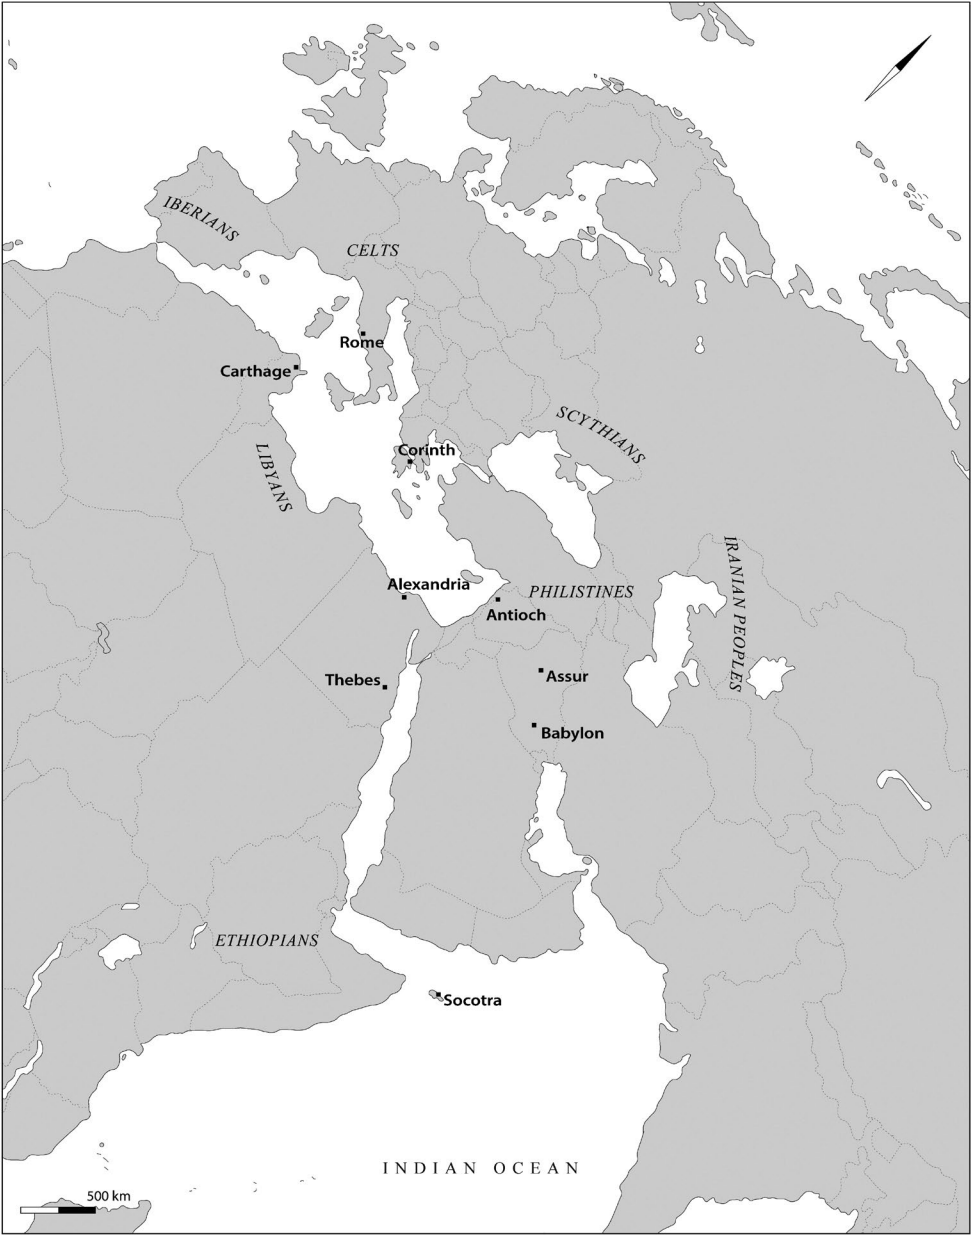 IBERIANS
CELTS
Rome
Carthage
SCYTHIANS
Corinth
LIBYANS
IRANIAN PEOPLES
Alexandria
PHILISTINES
Antioch
Thebes
Assur
Babylon
ETHIOPIANS
Socotra
INDIAN OCEAN
500 km